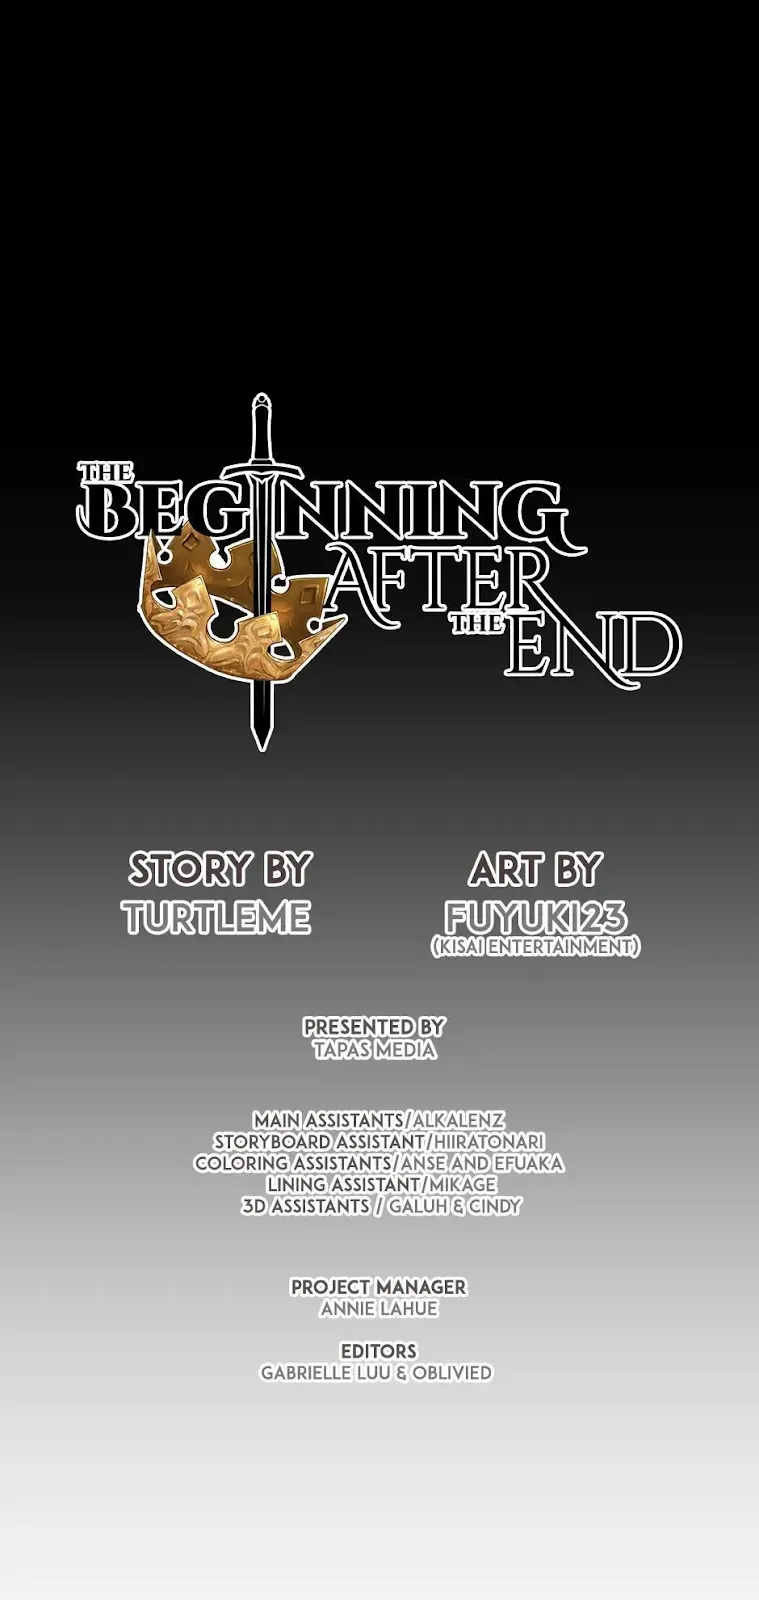 THE
BEGINNING
AFTER
THE END
STORY BY
TURTLEME
ART BY
FUYUKI23
(KISAI ENTERTAINMENT)
PRESENTED BY
TAPAS MEDIA
MAIN ASSISTANTS/ALKALENZ
STORYBOARD ASSISTANT/HIIRATONARI
COLORING ASSISTANTS/ANSE AND EFUAKA
LINING ASSISTANT/MIKAGE
3D ASSISTANTS / GALUH & CINDY
PROJECT MANAGER
ANNIE LAHUE
EDITORS
GABRIELLE LUU & OBLIVIED